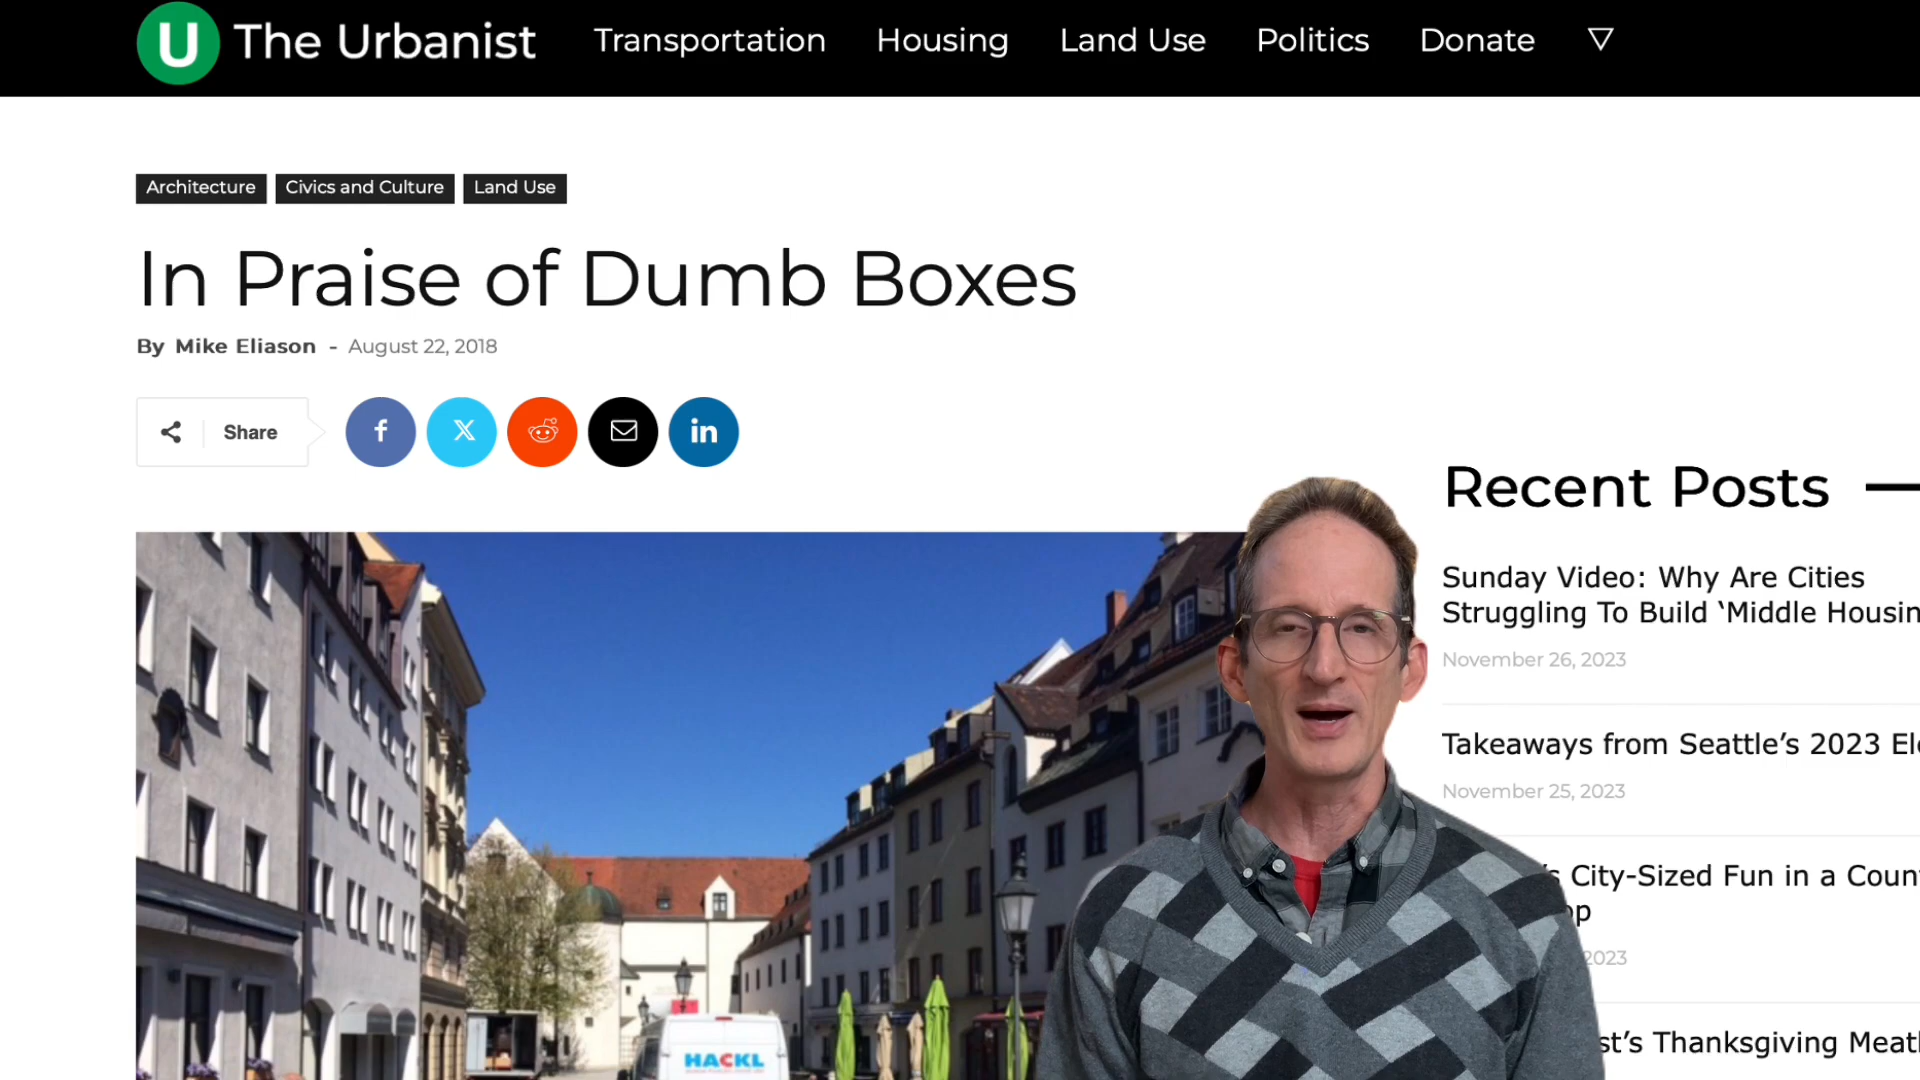 U The Urbanist Transportation Housing Land Use Politics Donate
Architecture Civics and Culture Land Use
In Praise of Dumb Boxes
By Mike Eliason - August 22, 2018
Share f X in
HACKL
Recent Posts
Sunday Video: Why Are Cities
Struggling To Build ‘Middle Housin
November 26, 2023
Takeaways from Seattle’s 2023 El
November 25, 2023
City-Sized Fun in a Coun
2023
Thanksgiving Meat